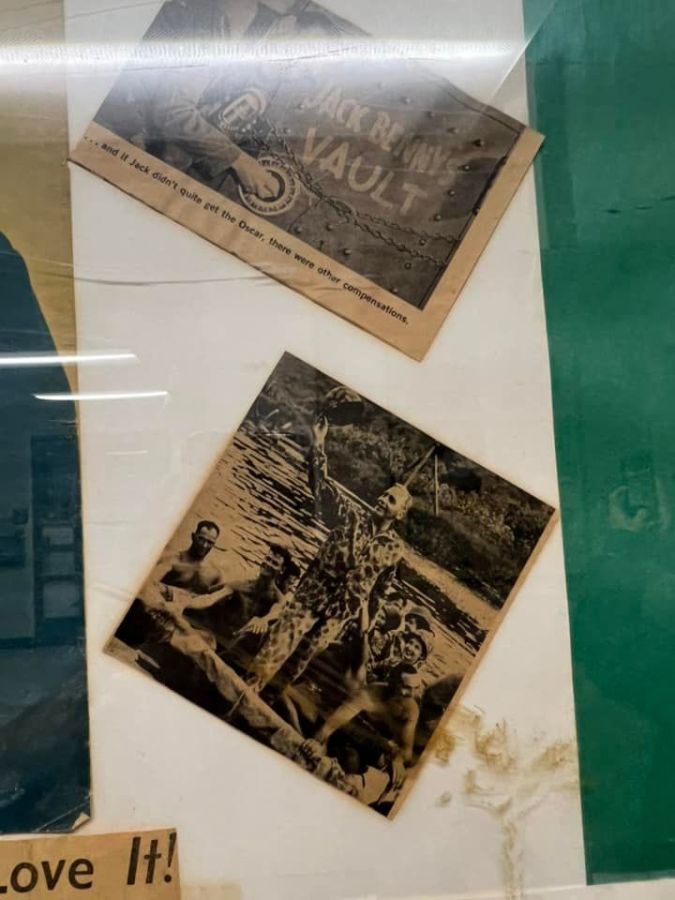 JACK BENNY'S
VAULT
... and if Jack didn't quite get the Oscar, there were other compensations.
Love It!